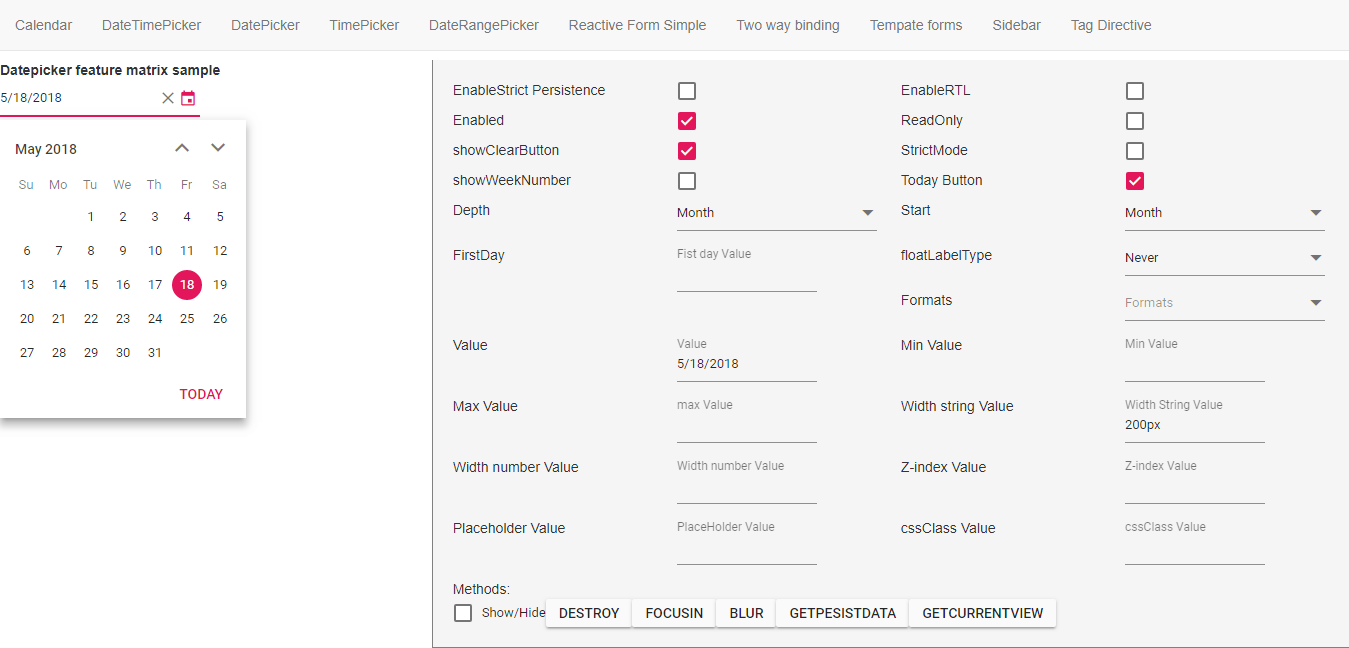 Calendar DateTimePicker DatePicker TimePicker DateRangePicker Reactive Form Simple Two way binding Tempate forms Sidebar Tag Directive
Datepicker feature matrix sample
5/18/2018
May 2018
Su Mo Tu We Th Fr Sa
1 2 3 4 5
6 7 8 9 10 11 12
13 14 15 16 17 18 19
20 21 22 23 24 25 26
27 28 29 30 31
TODAY
EnableStrict Persistence EnableRTL
Enabled ReadOnly
showClearButton StrictMode
showWeekNumber Today Button
Depth Month Start Month
FirstDay Fist day Value floatLabelType Never
Formats Formats
Value Value Min Value Min Value
5/18/2018
Max Value max Value Width string Value Width String Value
200px
Width number Value Width number Value Z-index Value Z-index Value
Placeholder Value PlaceHolder Value cssClass Value cssClass Value
Methods:
Show/Hide DESTROY FOCUSIN BLUR GETPESISTDATA GETCURRENTVIEW